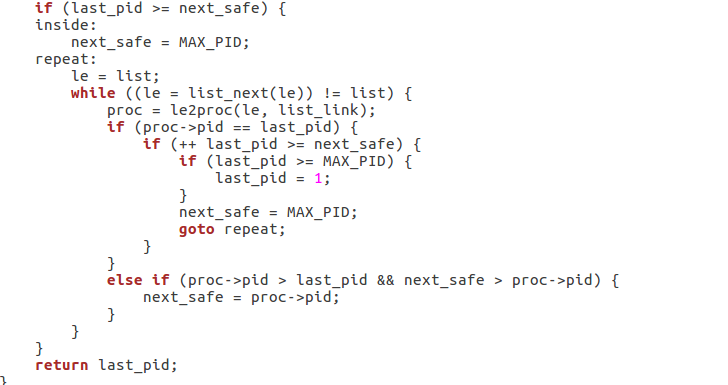 if (last_pid >= next_safe) {
    inside:
        next_safe = MAX_PID;
    repeat:
        le = list;
        while ((le = list_next(le)) != list) {
            proc = le2proc(le, list_link);
            if (proc->pid == last_pid) {
                if (++ last_pid >= next_safe) {
                    if (last_pid >= MAX_PID) {
                        last_pid = 1;
                    }
                    next_safe = MAX_PID;
                    goto repeat;
                }
            }
            else if (proc->pid > last_pid && next_safe > proc->pid) {
                next_safe = proc->pid;
            }
        }
    }
    return last_pid;
}